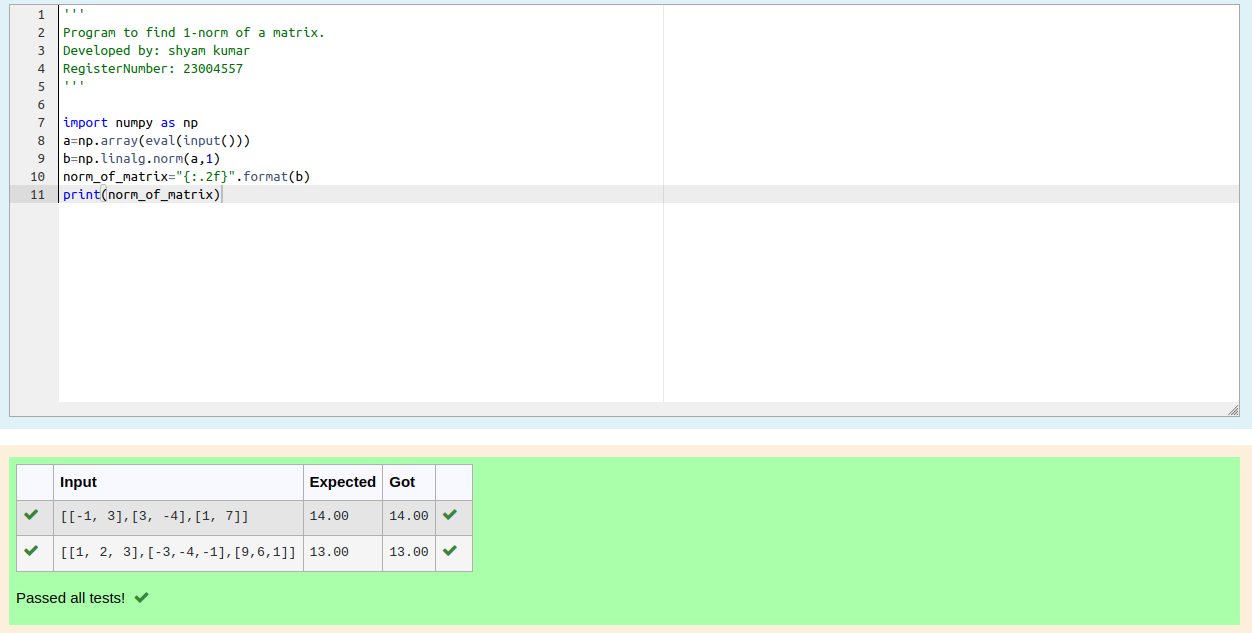 1 '''
2 Program to find 1-norm of a matrix.
3 Developed by: shyam kumar
4 RegisterNumber: 23004557
5 '''
6
7 import numpy as np
8 a=np.array(eval(input()))
9 b=np.linalg.norm(a,1)
10 norm_of_matrix="{:.2f}".format(b)
11 print(norm_of_matrix)
Input Expected Got
[[-1, 3],[3, -4],[1, 7]] 14.00 14.00
[[1, 2, 3],[-3,-4,-1],[9,6,1]] 13.00 13.00
Passed all tests!